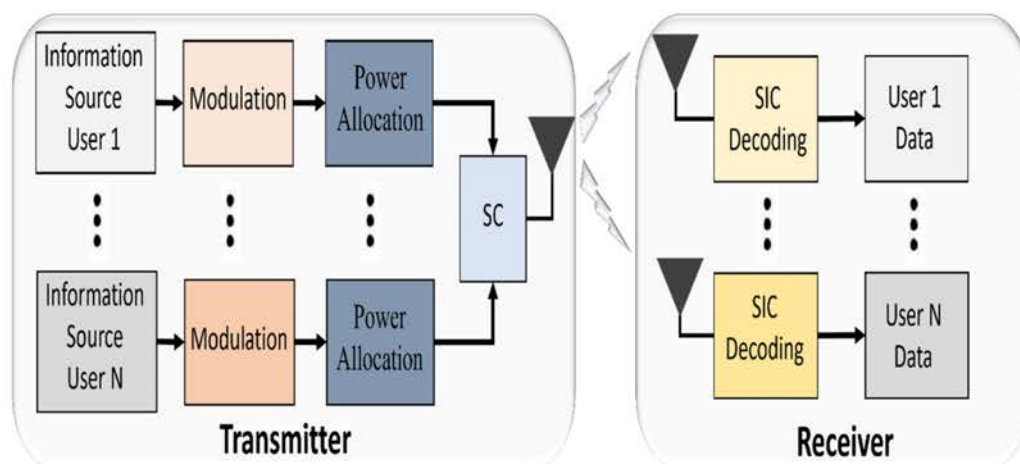 Information
Source
User 1
Modulation
Power
Allocation
SC
Information
Source
User N
Modulation
Power
Allocation
Transmitter
SIC
Decoding
User 1
Data
SIC
Decoding
User N
Data
Receiver